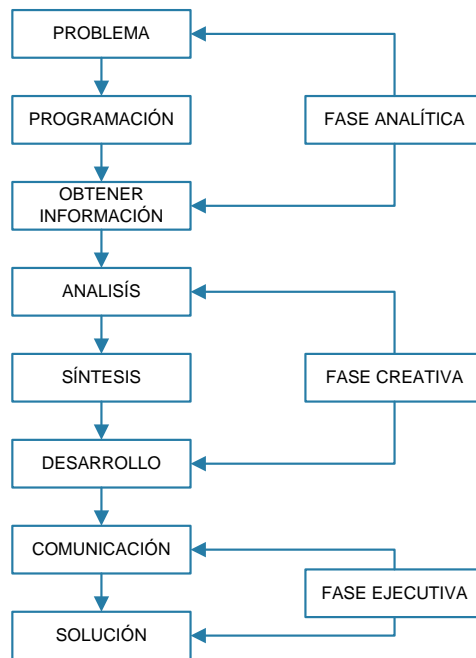 PROBLEMA
PROGRAMACIÓN
FASE ANALÍTICA
OBTENER
INFORMACIÓN
ANALISÍS
SÍNTESIS
FASE CREATIVA
DESARROLLO
COMUNICACIÓN
FASE EJECUTIVA
SOLUCIÓN